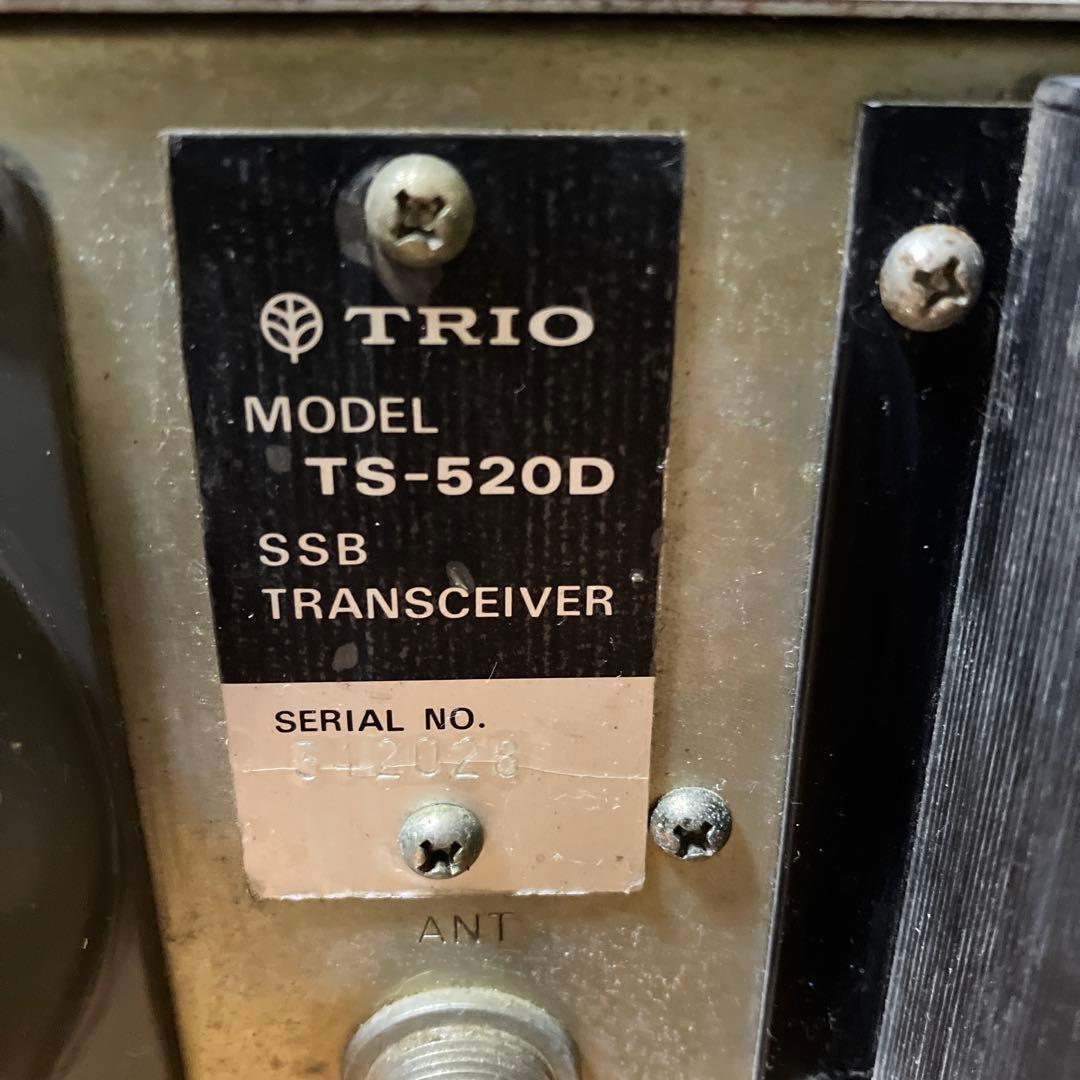 TRIO
MODEL
TS-520D
SSB
TRANSCEIVER
SERIAL NO.
ANT